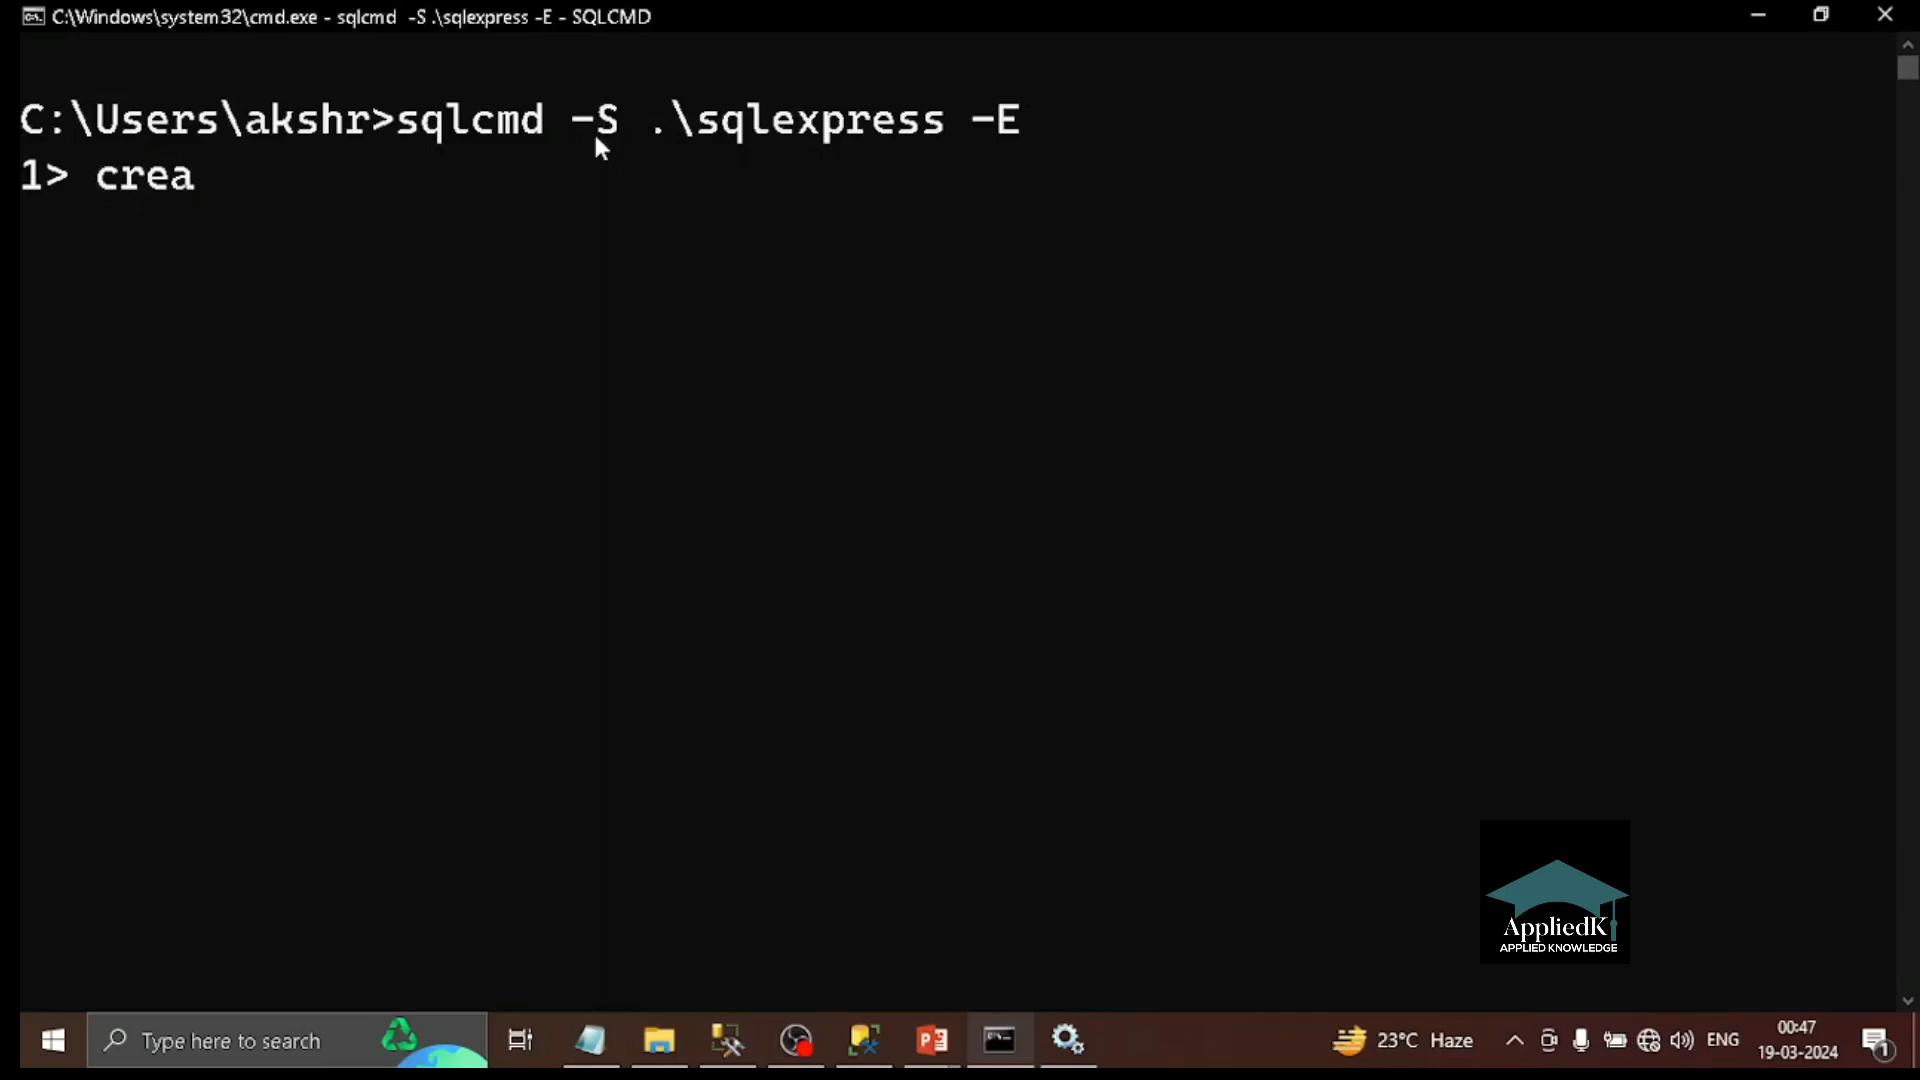 C:\Windows\system32\cmd.exe - sqlcmd -S .\sqlexpress -E - SQLCMD
C:\Users\akshr>sqlcmd -S .\sqlexpress -E
1> crea
AppliedK
APPLIED KNOWLEDGE
Type here to search
23°C Haze
ENG
00:47
19-03-2024
1